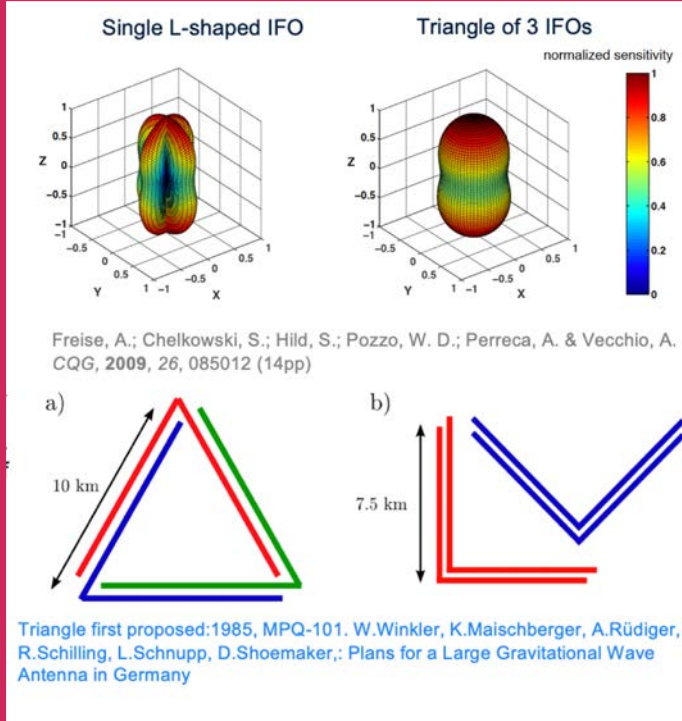 Single L-shaped IFO
Triangle of 3 IFOs
normalized sensitivity
1
0.5
0
−0.5
−1
Z
−1
−0.5
0
0.5
1
Y
−1
−0.5
0
0.5
1
X
1
0.5
0
−0.5
−1
Z
−1
−0.5
0
0.5
1
Y
−1
−0.5
0
0.5
1
X
1
0.8
0.6
0.4
0.2
0
Freise, A.; Chelkowski, S.; Hild, S.; Pozzo, W. D.; Perreca, A. & Vecchio, A.
CQG, 2009, 26, 085012 (14pp)
a)
10 km
b)
7.5 km
Triangle first proposed:1985, MPQ-101. W.Winkler, K.Maischberger, A.Rüdiger,
R.Schilling, L.Schnupp, D.Shoemaker,: Plans for a Large Gravitational Wave
Antenna in Germany